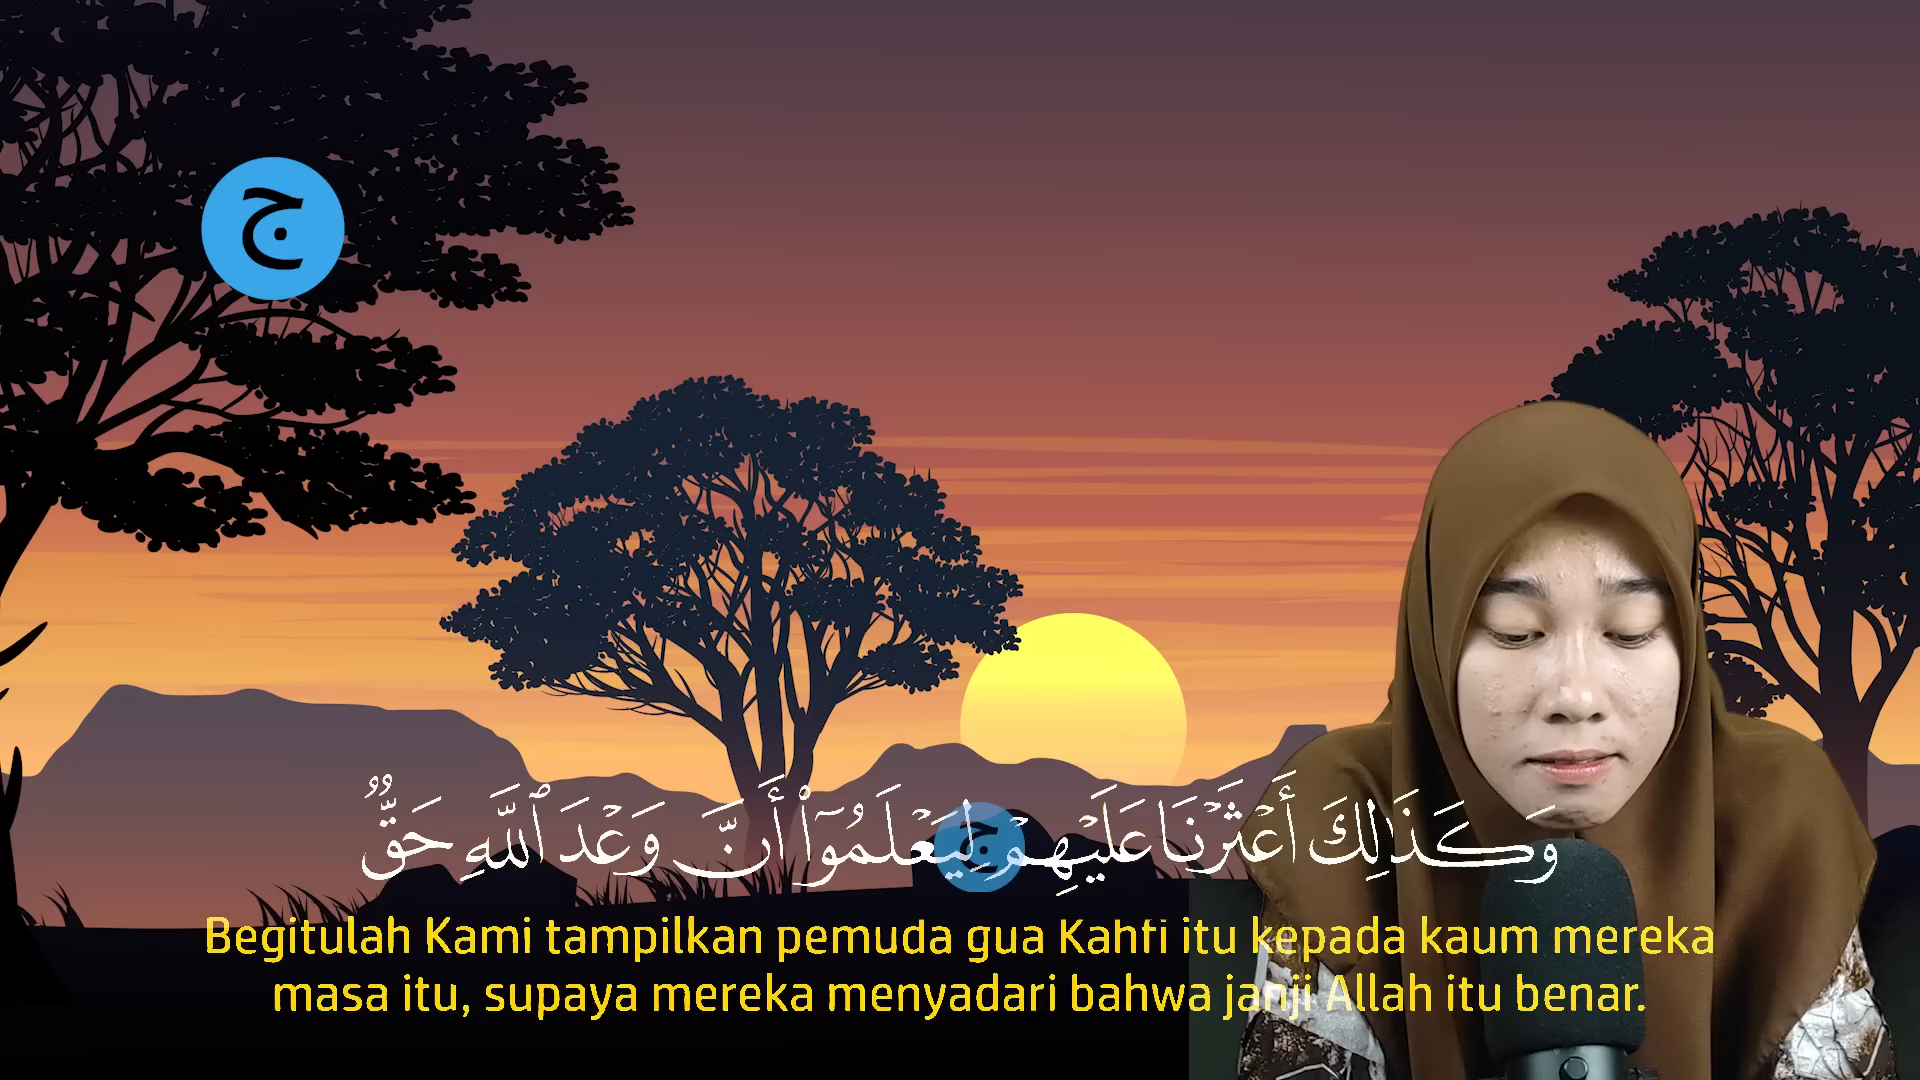 ج
وَكَذَٰلِكَ أَعْثَرْنَا عَلَيْهِمْ لِيَعْلَمُوٓا۟ أَنَّ وَعْدَ ٱللَّهِ حَقٌّۭ
ج
Begitulah Kami tampilkan pemuda gua Kahfi itu kepada kaum mereka
masa itu, supaya mereka menyadari bahwa janji Allah itu benar.